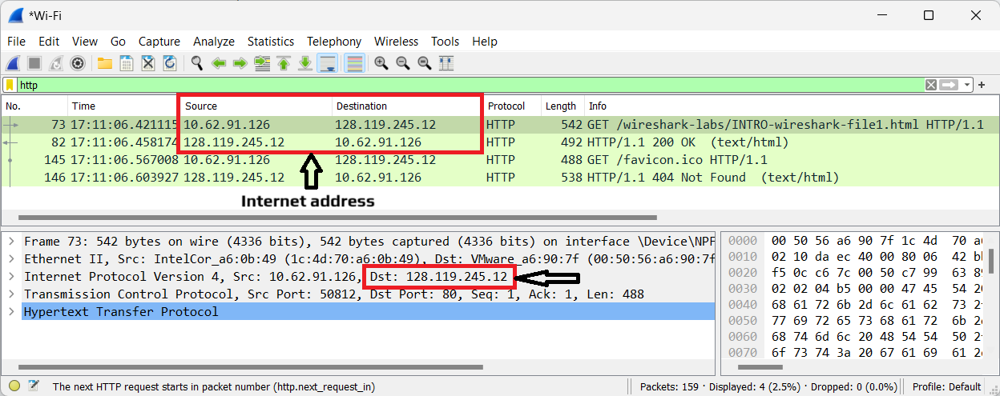 *Wi-Fi
File Edit View Go Capture Analyze Statistics Telephony Wireless Tools Help
http
No. Time Source Destination Protocol Length Info
73 17:11:06.421115 10.62.91.126 128.119.245.12 HTTP 542 GET /wireshark-labs/INTRO-wireshark-file1.html HTTP/1.1
82 17:11:06.458174 128.119.245.12 10.62.91.126 HTTP 492 HTTP/1.1 200 OK (text/html)
145 17:11:06.567008 10.62.91.126 128.119.245.12 HTTP 488 GET /favicon.ico HTTP/1.1
146 17:11:06.603927 128.119.245.12 10.62.91.126 HTTP 538 HTTP/1.1 404 Not Found (text/html)
Internet address
Frame 73: 542 bytes on wire (4336 bits), 542 bytes captured (4336 bits) on interface \Device\NPF
Ethernet II, Src: IntelCor_a6:0b:49 (1c:4d:70:a6:0b:49), Dst: VMware_a6:90:7f (00:50:56:a6:90:7f
Internet Protocol Version 4, Src: 10.62.91.126, Dst: 128.119.245.12
Transmission Control Protocol, Src Port: 50812, Dst Port: 80, Seq: 1, Ack: 1, Len: 488
Hypertext Transfer Protocol
0000 00 50 56 a6 90 7f 1c 4d 70
0010 02 10 da ec 40 00 80 06 42
0020 f5 0c c6 7c 00 50 c7 99 63
0030 02 02 04 b5 00 00 47 45 54
0040 68 61 72 6b 2d 6c 61 62 73
0050 77 69 72 65 73 68 61 72 6b
0060 68 74 6d 6c 20 48 54 54 50
0070 6f 73 74 3a 20 67 61 69 61
The next HTTP request starts in packet number (http.next_request_in)
Packets: 159 · Displayed: 4 (2.5%) · Dropped: 0 (0.0%)
Profile: Default